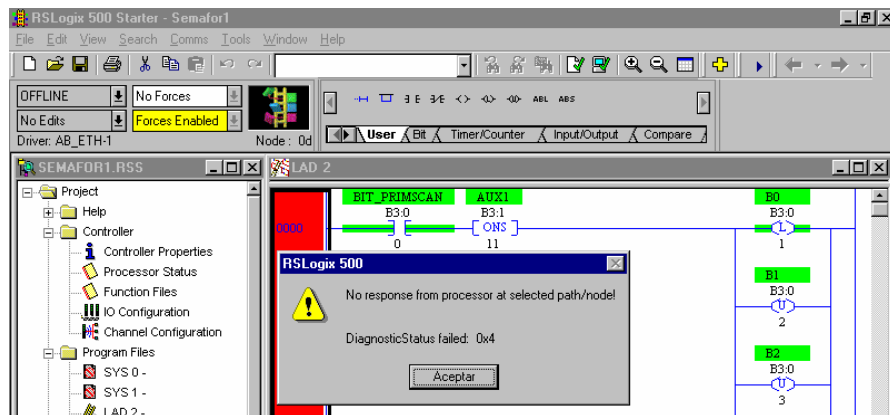 RSLogix 500 Starter - Semafor1
File Edit View Search Comms Tools Window Help
OFFLINE No Forces
No Edits Forces Enabled
Driver: AB_ETH-1 Node : 0d
ABL ABS
User Bit Timer/Counter Input/Output Compare
SEMAFOR1.RSS
LAD 2
Project
Help
Controller
Controller Properties
Processor Status
Function Files
IO Configuration
Channel Configuration
Program Files
SYS 0 -
SYS 1 -
LAD 2 -
BIT_PRIMSCAN AUX1 B0
B3:0 B3:1 B3:0
0000 ONS L
0 11 1
B1
B3:0
U
2
B2
B3:0
U
3
RSLogix 500
No response from processor at selected path/node!
DiagnosticStatus failed: 0x4
Aceptar